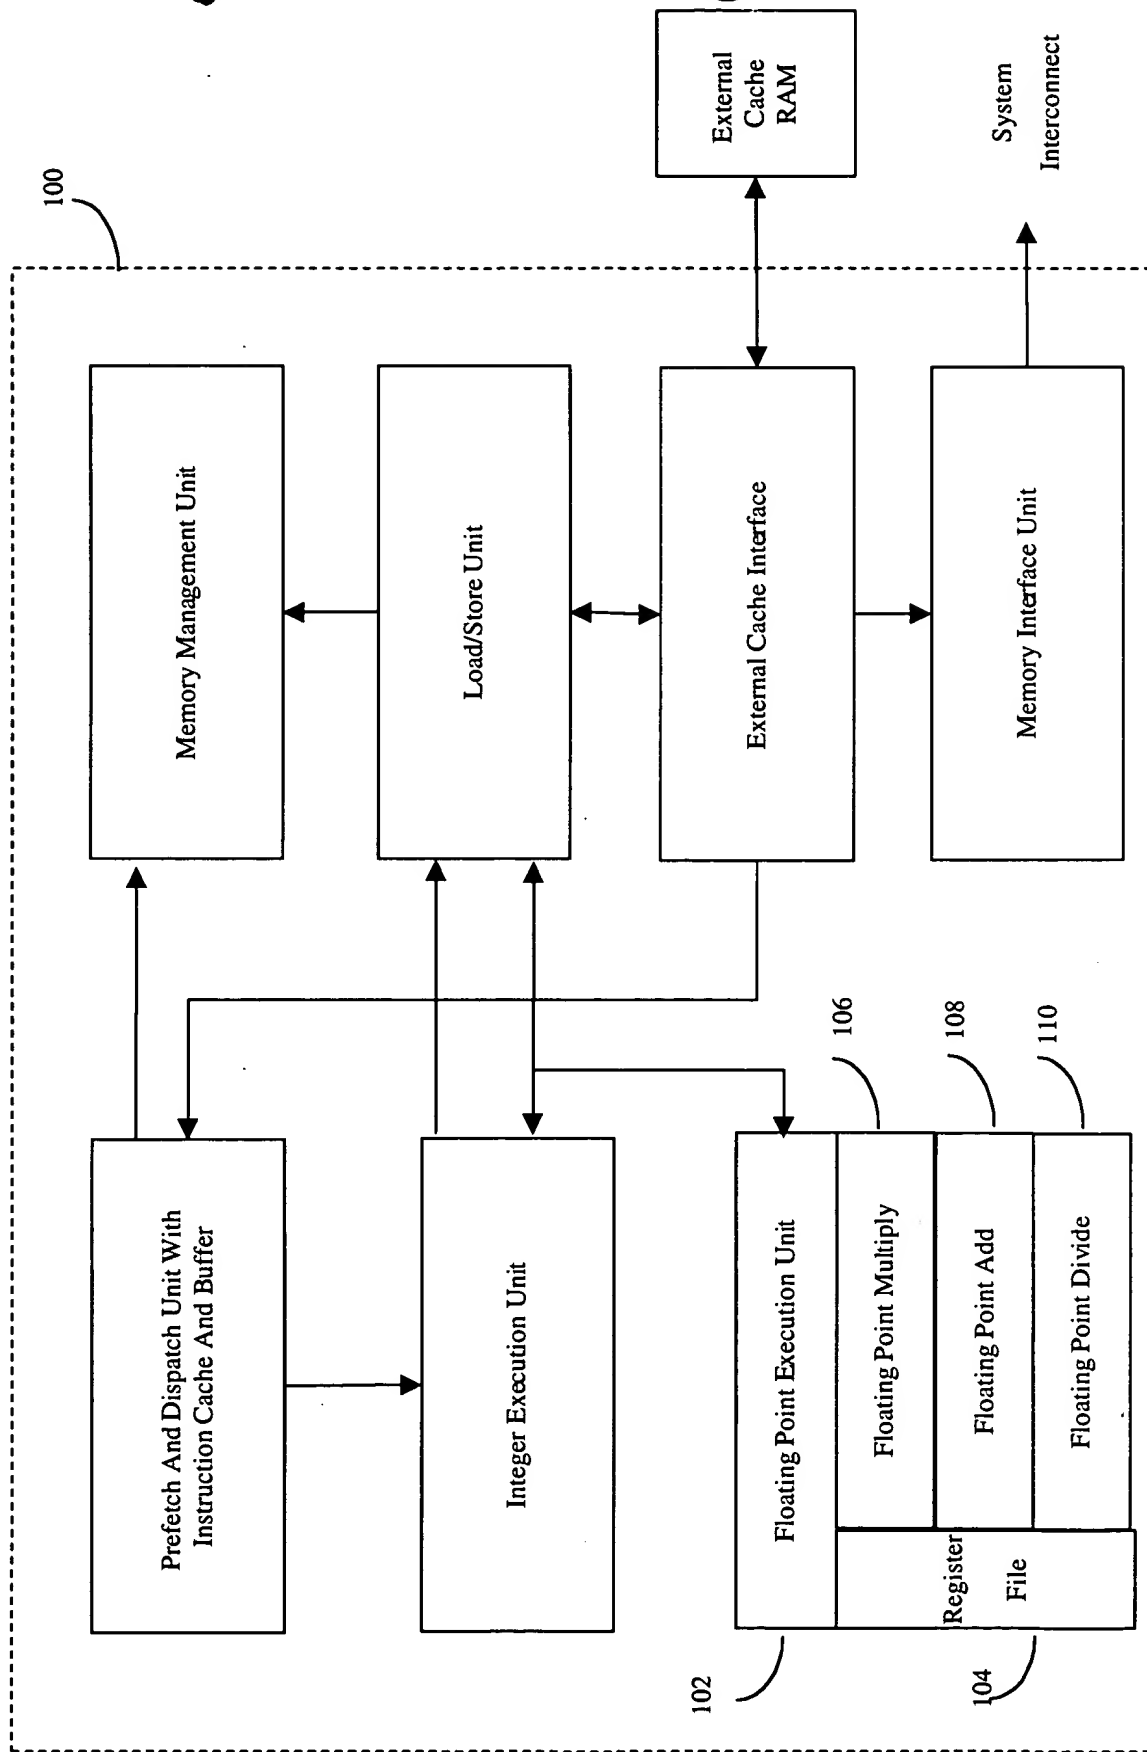 100
Prefetch And Dispatch Unit With
Instruction Cache And Buffer
Memory Management Unit
Integer Execution Unit
Load/Store Unit
External Cache Interface
External
Cache
RAM
Memory Interface Unit
System
Interconnect
102
Floating Point Execution Unit
Floating Point Multiply
106
Floating Point Add
108
Floating Point Divide
110
Register
File
104